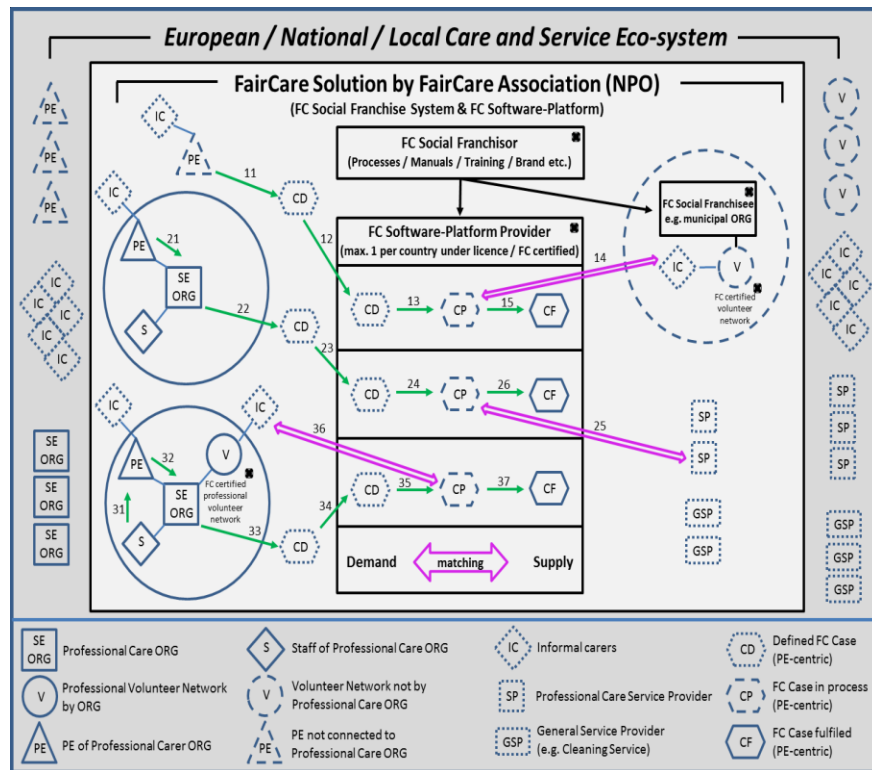 European / National / Local Care and Service Eco-system
FairCare Solution by FairCare Association (NPO)
(FC Social Franchise System & FC Software-Platform)
PE
PE
PE
IC
PE
11
CD
FC Social Franchisor
(Processes / Manuals / Training / Brand etc.)
V
V
V
IC
PE
21
SE
ORG
S
22
CD
12
23
FC Software-Platform Provider
(max. 1 per country under licence / FC certified)
CD
13
CP
15
CF
14
FC Social Franchisee
e.g. municipal ORG
IC
V
FC certified
volunteer
network
IC
IC
IC
IC
IC
IC
IC
IC
IC
IC
CD
24
CP
26
CF
25
SP
SP
SP
SP
SP
IC
IC
PE
32
V
SE
ORG
FC certified
professional
volunteer
network
31
S
33
CD
34
36
CD
35
CP
37
CF
SE
ORG
SE
ORG
SE
ORG
GSP
GSP
GSP
GSP
GSP
Demand
matching
Supply
SE
ORG
Professional Care ORG
S
Staff of Professional Care ORG
IC
Informal carers
CD
Defined FC Case
(PE-centric)
V
Professional Volunteer Network
by ORG
V
Volunteer Network not by
Professional Care ORG
SP
Professional Care Service Provider
CP
FC Case in process
(PE-centric)
PE
PE of Professional Carer ORG
PE
PE not connected to
Professional Care ORG
GSP
General Service Provider
(e.g. Cleaning Service)
CF
FC Case fulfiled
(PE-centric)